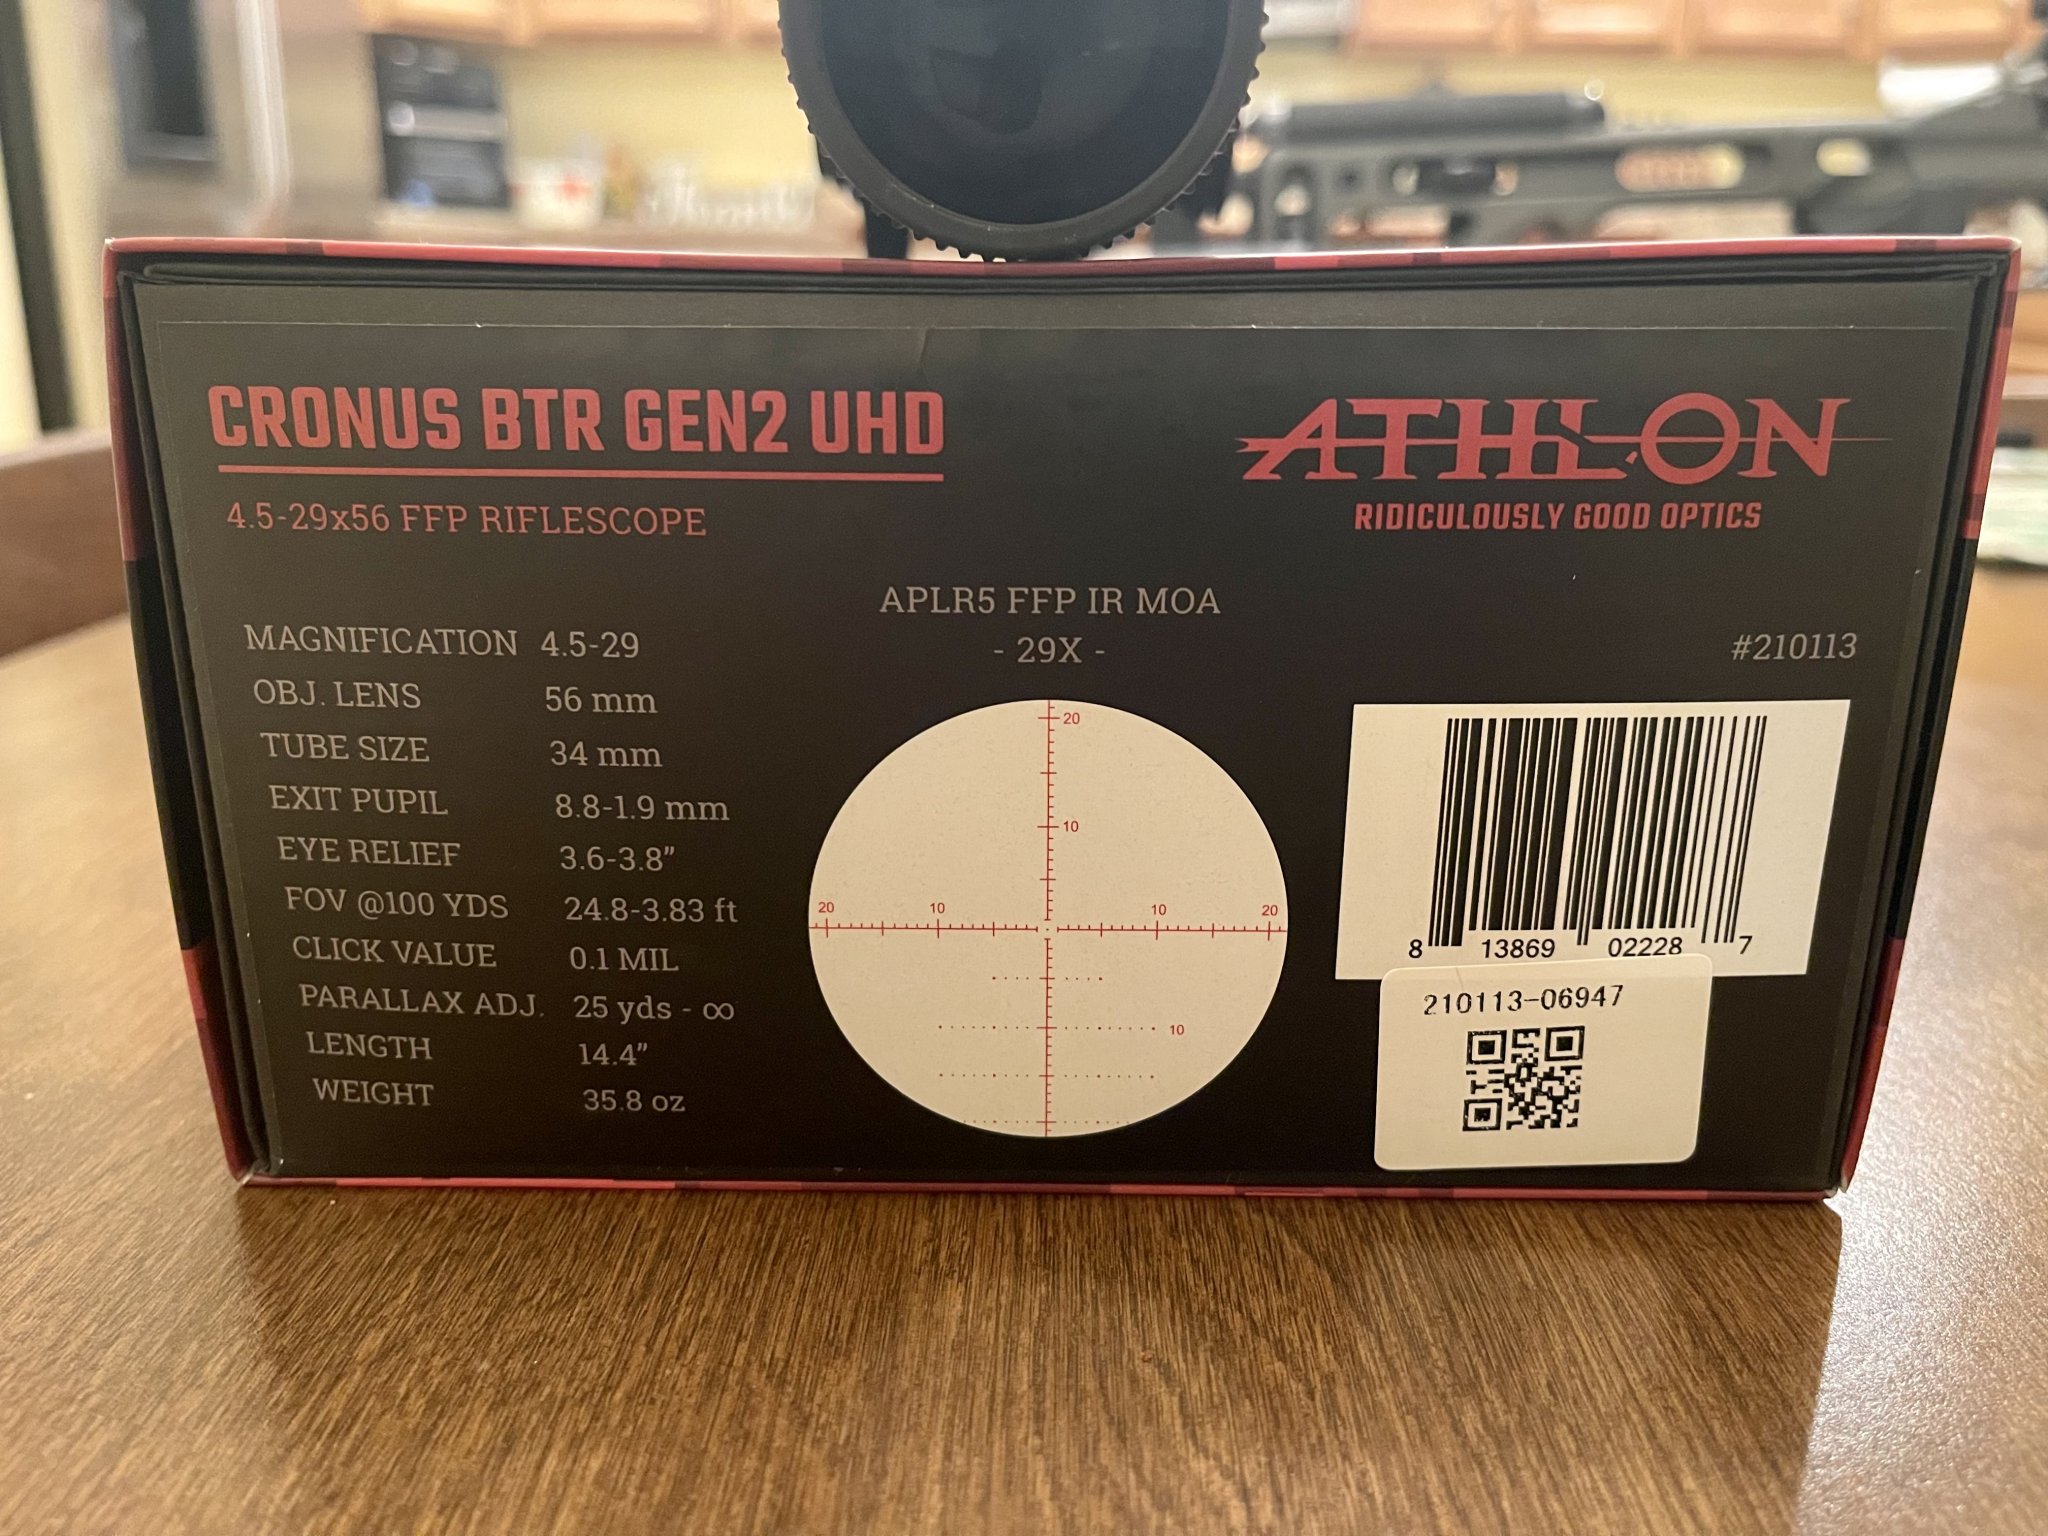 CRONUS BTR GEN2 UHD
4.5-29x56 FFP RIFLESCOPE
ATHLON
RIDICULOUSLY GOOD OPTICS
MAGNIFICATION 4.5-29
OBJ. LENS 56 mm
TUBE SIZE 34 mm
EXIT PUPIL 8.8-1.9 mm
EYE RELIEF 3.6-3.8"
FOV @100 YDS 24.8-3.83 ft
CLICK VALUE 0.1 MIL
PARALLAX ADJ. 25 yds - ∞
LENGTH 14.4"
WEIGHT 35.8 oz
APLR5 FFP IR MOA
- 29X -
20
10
20 10 10 20
10
#210113
8 13869 02228 7
210113-06947